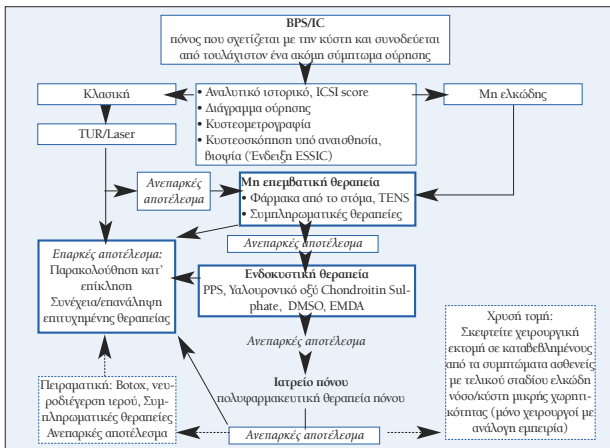 BPS/IC
πόνος που σχετίζεται με την κύστη και συνοδεύεται
από τουλάχιστον ένα ακόμη σύμπτωμα ούρησης
Κλασική
• Αναλυτικό ιστορικό, ICSI score
• Διάγραμμα ούρησης
• Κυστεομετρογραφία
• Κυστεοσκόπηση υπό αναισθησία,
βιοψία (Ένδειξη ESSIC)
Μη ελκώδης
TUR/Laser
Ανεπαρκές
αποτέλεσμα
Μη επεμβατική θεραπεία
• Φάρμακα από το στόμα, TENS
• Συμπληρωματικές θεραπείες
Ανεπαρκές αποτέλεσμα
Επαρκές αποτέλεσμα:
Παρακολούθηση κατ’
επίκληση
Συνέχεια/επανάληψη
επιτυχημένης θεραπείας
Ενδοκυστική θεραπεία
PPS, Υαλουρονικό οξύ Chondroitin Sul-
phate, DMSO, EMDA
Ανεπαρκές αποτέλεσμα
Χρυσή τομή:
Σκεφτείτε χειρουργική
εκτομή σε καταβεβλημένους
από τα συμπτώματα ασθενείς
με τελικού σταδίου ελκώδη
νόσο/κύστη μικρής χωρητι-
κότητας (μόνο χειρουργοί με
ανάλογη εμπειρία)
Ιατρείο πόνου
πολυφαρμακευτική θεραπεία πόνου
Πειραματική: Botox, νευ-
ροδιέγερση ιερού, Συμ-
πληρωματικές θεραπείες
Ανεπαρκές αποτέλεσμα
Ανεπαρκές αποτέλεσμα